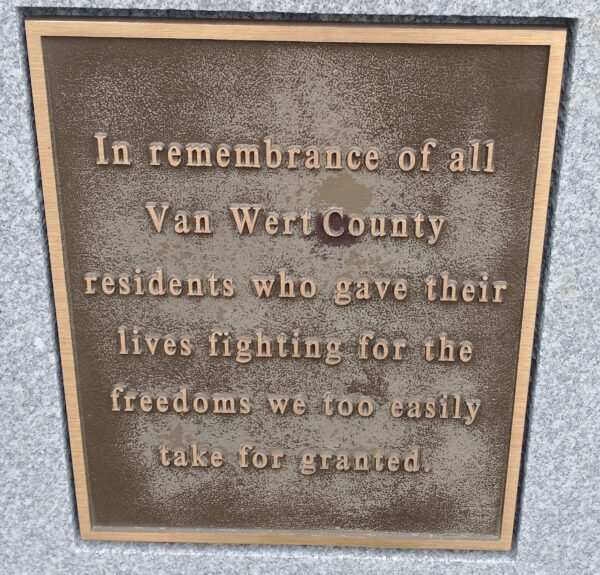 In remembrance of all
Van Wert County
residents who gave their
lives fighting for the
freedoms we too easily
take for granted.